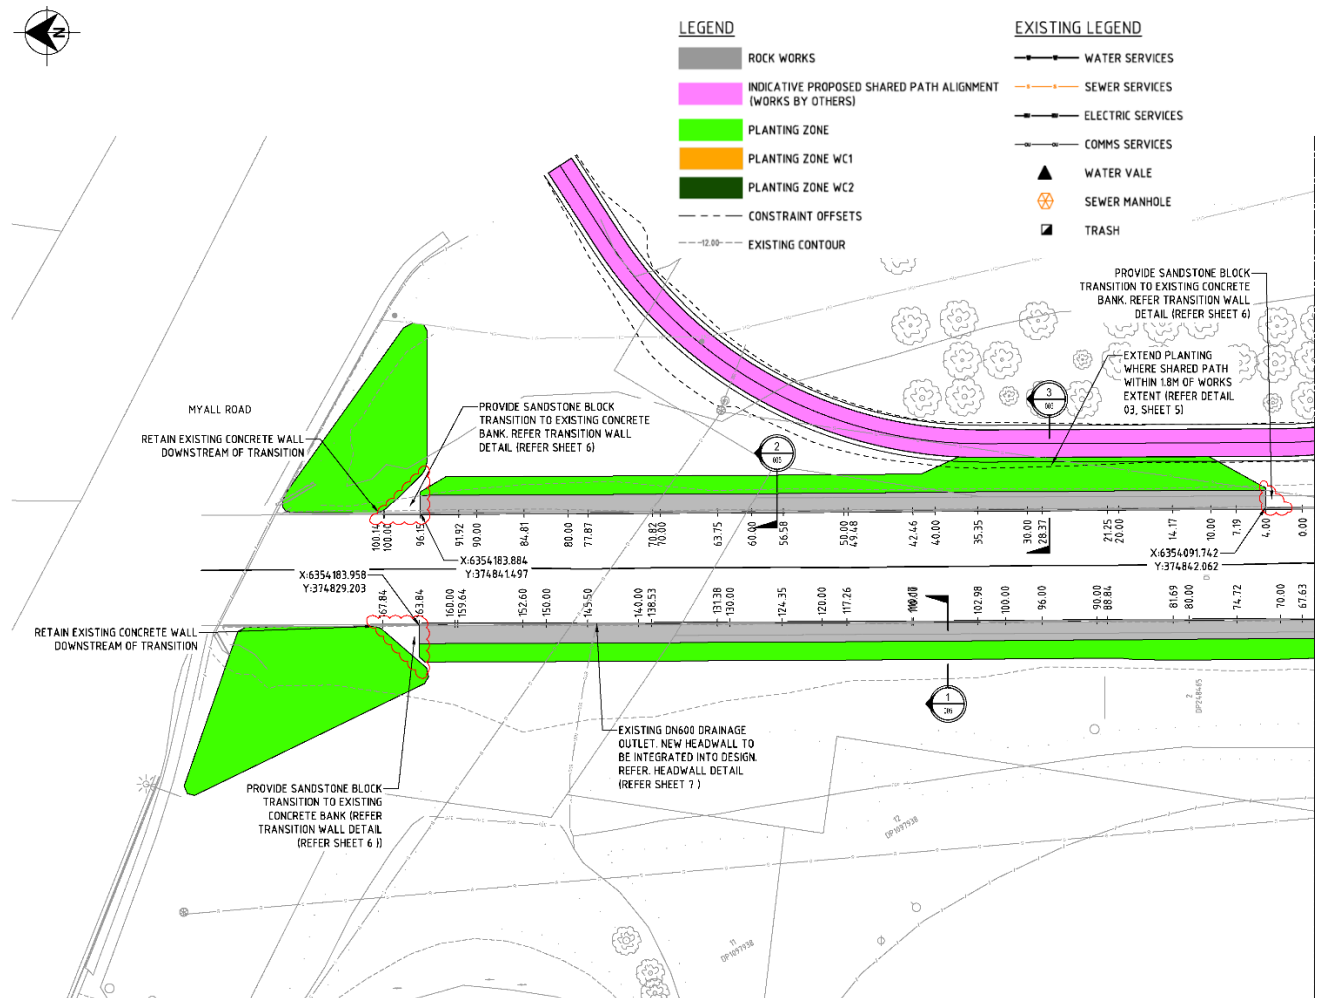 N
LEGEND
ROCK WORKS
INDICATIVE PROPOSED SHARED PATH ALIGNMENT
(WORKS BY OTHERS)
PLANTING ZONE
PLANTING ZONE WC1
PLANTING ZONE WC2
CONSTRAINT OFFSETS
12.00
EXISTING CONTOUR
EXISTING LEGEND
WATER SERVICES
SEWER SERVICES
ELECTRIC SERVICES
COMMS SERVICES
WATER VALE
SEWER MANHOLE
TRASH
PROVIDE SANDSTONE BLOCK
TRANSITION TO EXISTING CONCRETE
BANK. REFER TRANSITION WALL
DETAIL (REFER SHEET 6)
EXTEND PLANTING
WHERE SHARED PATH
WITHIN 1.8M OF WORKS
EXTENT (REFER DETAIL
03, SHEET 5)
3
MYALL ROAD
PROVIDE SANDSTONE BLOCK
TRANSITION TO EXISTING CONCRETE
BANK. REFER TRANSITION WALL
DETAIL (REFER SHEET 6)
RETAIN EXISTING CONCRETE WALL
DOWNSTREAM OF TRANSITION
2
100.14
100.00
96.15
91.92
90.00
84.81
80.00
77.87
70.82
70.00
63.75
60.00
56.58
50.00
49.48
42.46
40.00
35.35
30.00
28.37
21.25
20.00
14.17
10.00
7.19
4.00
0.00
X:6354183.884
Y:374841.497
X:6354091.742
Y:374842.062
X:6354183.958
Y:374829.203
167.84
163.84
160.00
159.64
152.60
150.00
145.50
140.00
138.53
131.38
130.00
124.35
120.00
117.26
102.98
100.00
96.00
90.00
88.84
81.69
80.00
74.72
70.00
67.63
RETAIN EXISTING CONCRETE WALL
DOWNSTREAM OF TRANSITION
1
2
DP248465
EXISTING DN600 DRAINAGE
OUTLET. NEW HEADWALL TO
BE INTEGRATED INTO DESIGN.
REFER. HEADWALL DETAIL
(REFER SHEET 7 )
PROVIDE SANDSTONE BLOCK
TRANSITION TO EXISTING
CONCRETE BANK (REFER
TRANSITION WALL DETAIL
(REFER SHEET 6 ))
12
DP1097938
11
DP1097938